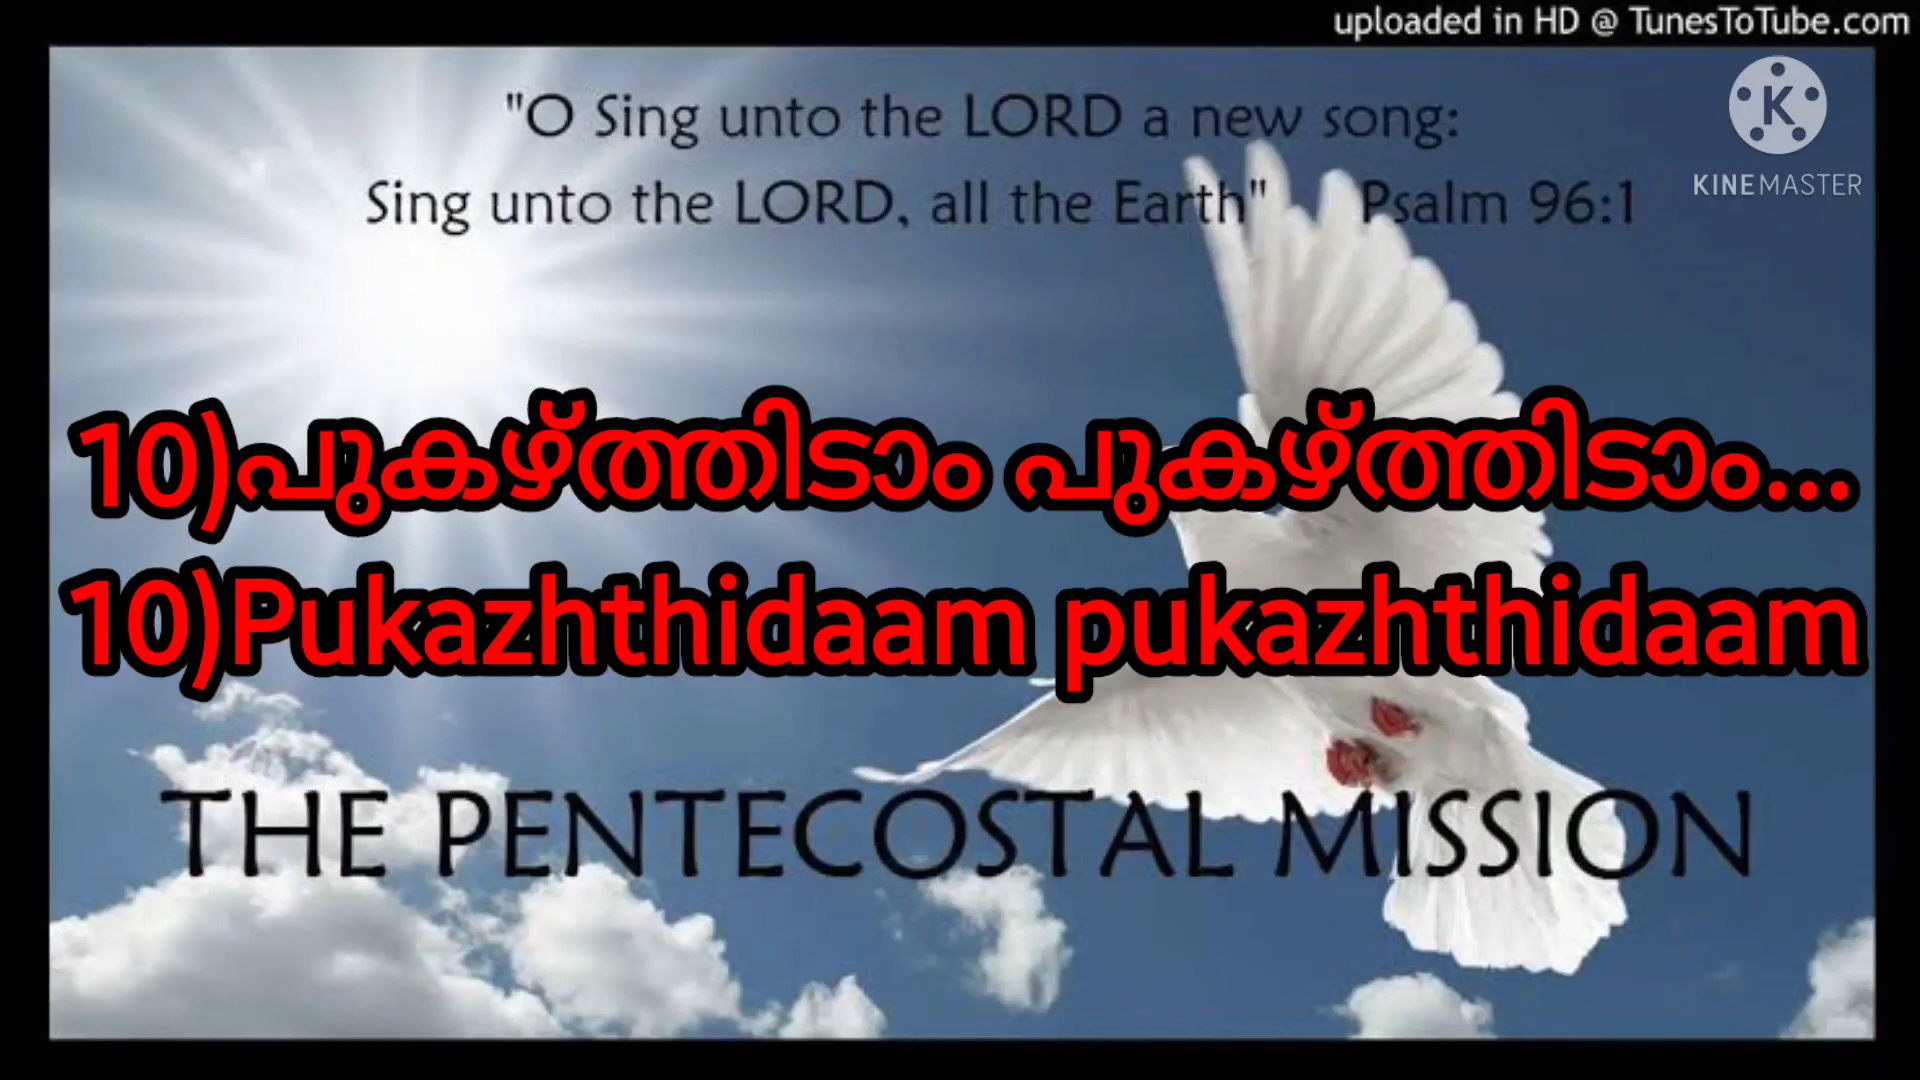 uploaded in HD @ TunesToTube.com
"O Sing unto the LORD a new song:
Sing unto the LORD, all the Earth" Psalm 96:1
K
KINEMASTER
10)പുകഴ്ത്തിടാം പുകഴ്ത്തിടാം...
10)Pukazhthidaam pukazhthidaam
THE PENTECOSTAL MISSION